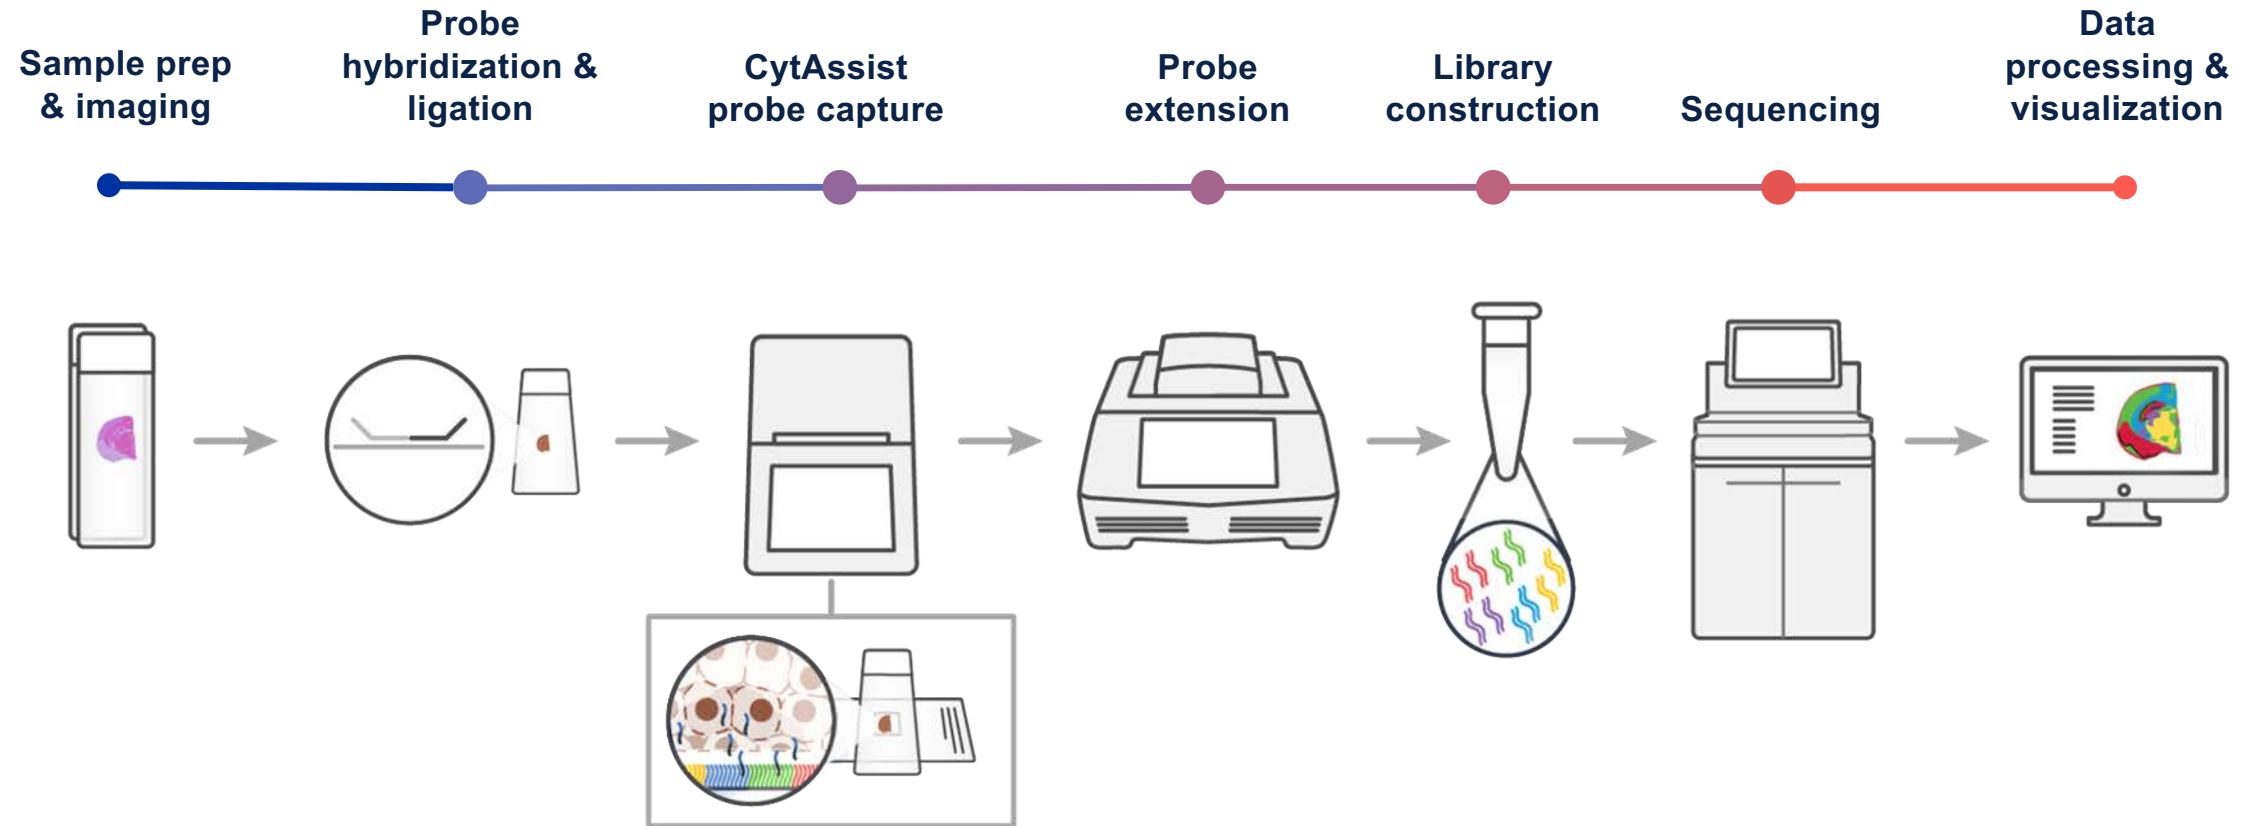 Sample prep
& imaging
Probe
hybridization &
ligation
CytAssist
probe capture
Probe
extension
Library
construction
Sequencing
Data
processing &
visualization